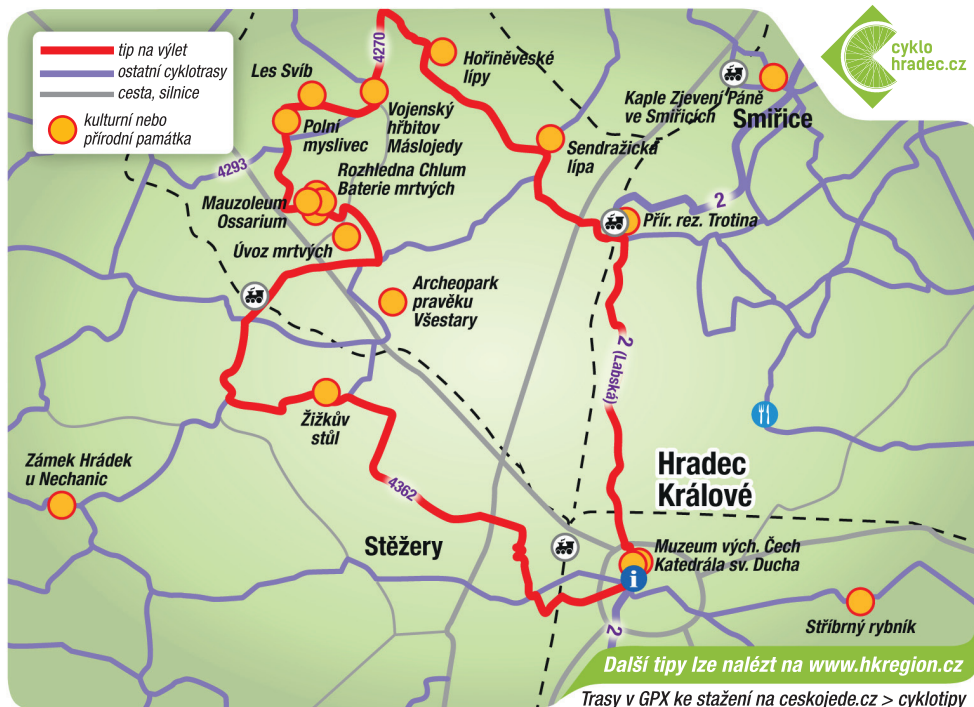 tip na výlet
ostatní cyklotrasy
cesta, silnice
kulturní nebo
přírodní památka
cyklo
hradec.cz
4270
Hořiněveské
lípy
Les Svíb
Vojenský
hřbitov
Máslojedy
Polní
myslivec
Kaple Zjevení Páně
ve Smiřicích
Smiřice
Sendražická
lípa
4293
Rozhledna Chlum
Baterie mrtvých
Mauzoleum
Ossarium
Úvoz mrtvých
2
Přír. rez. Trotina
Archeopark
pravěku
Všestary
2 (Labská)
Žižkův
stůl
Zámek Hrádek
u Nechanic
4362
Hradec
Králové
Stěžery
Muzeum vých. Čech
Katedrála sv. Ducha
i
2
Stříbrný rybník
Další tipy lze nalézt na www.hkregion.cz
Trasy v GPX ke stažení na ceskojede.cz > cyklotipy